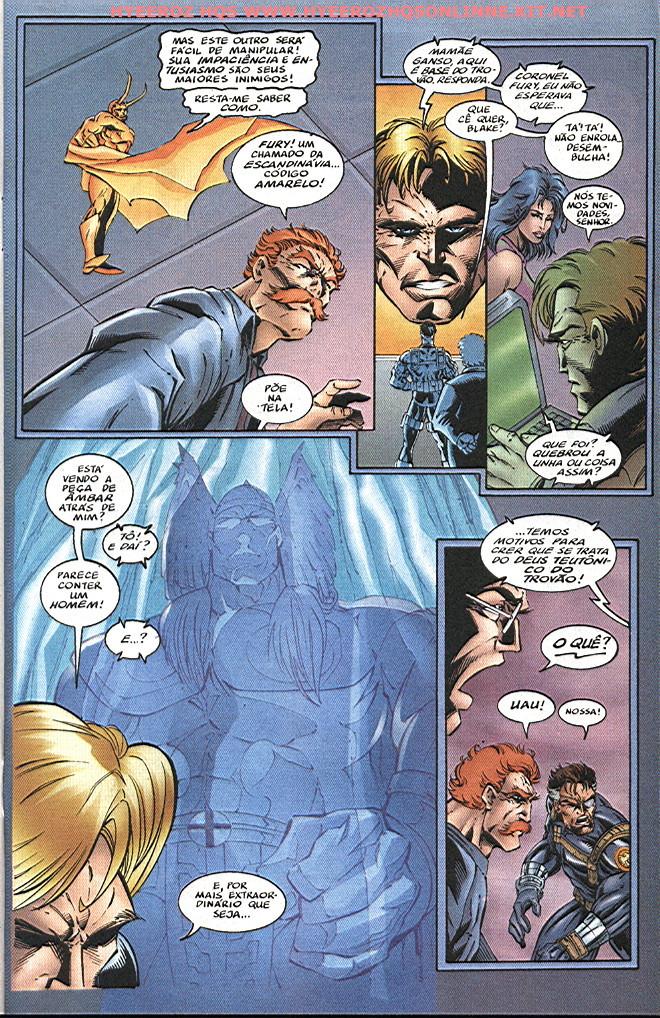 HYEEROZ HQS WWW.HYEEROZHQSONLINNE.KIT.NET
MAS ESTE OUTRO SERÁ
FÁCIL DE MANIPULAR!
SUA IMPACIÊNCIA E EN-
TUSIASMO SÃO SEUS
MAIORES INIMIGOS!
RESTA-ME SABER
COMO.
FURY! UM
CHAMADO DA
ESCANDINÁVIA...
CÓDIGO
AMARELO!
PÕE
NA
TELA!
MAMÃE
GANSO, AQUI
É BASE DO TRO-
VÃO, RESPONDA.
CORONEL
FURY, EU NÃO
ESPERAVA
QUE...
QUE
CÊ QUER,
BLAKE?
TÁ! TÁ!
NÃO ENROLA,
DESEM-
BUCHA!
NÓS TE-
MOS NOVI-
DADES,
SENHOR.
QUE FOI?
QUEBROU A
UNHA OU COISA
ASSIM?
ESTÁ
VENDO A
PEÇA DE
ÂMBAR
ATRÁS DE
MIM?
TÔ!
E DAÍ?
PARECE
CONTER
UM
HOMEM!
E...?
E, POR
MAIS EXTRAOR-
DINÁRIO QUE
SEJA...
...TEMOS
MOTIVOS PARA
CRER QUE SE TRATA
DO DEUS TEUTÔNI-
CO DO
TROVÃO!
O QUÊ?
UAU!
NOSSA!